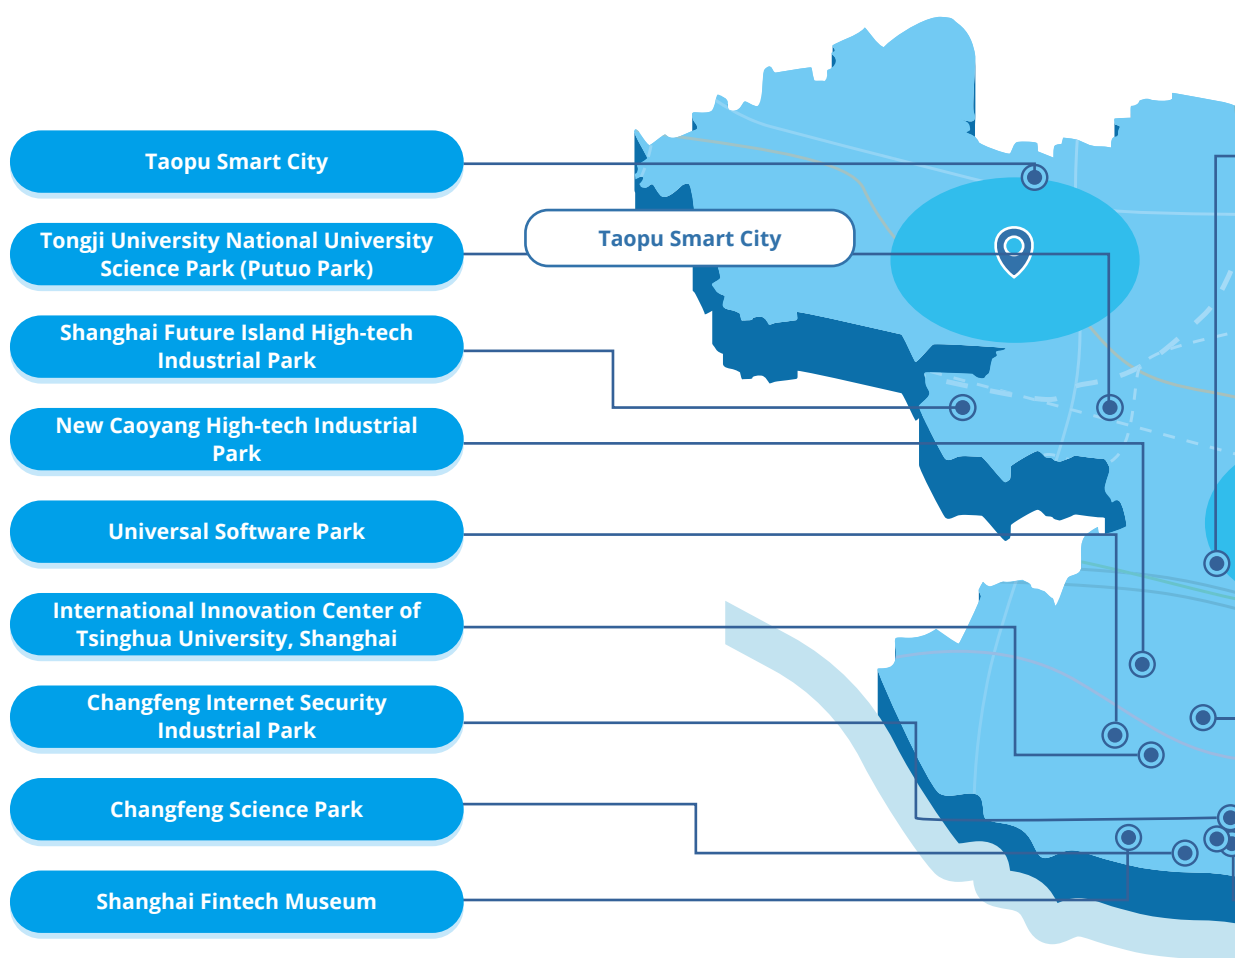 Taopu Smart City
Tongji University National University
Science Park (Putuo Park)
Taopu Smart City
Shanghai Future Island High-tech
Industrial Park
New Caoyang High-tech Industrial
Park
Universal Software Park
International Innovation Center of
Tsinghua University, Shanghai
Changfeng Internet Security
Industrial Park
Changfeng Science Park
Shanghai Fintech Museum